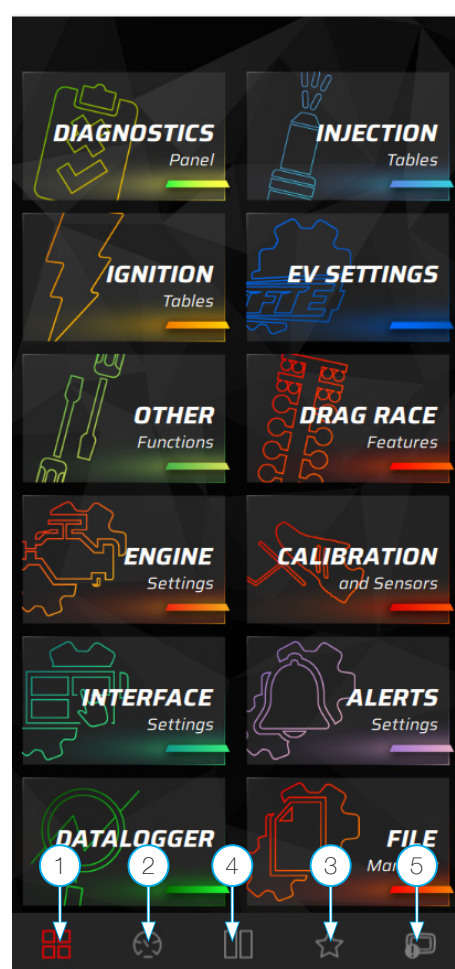 DIAGNOSTICS
Panel
INJECTION
Tables
IGNITION
Tables
EV SETTINGS
FTE
OTHER
Functions
DRAG RACE
Features
ENGINE
Settings
CALIBRATION
and Sensors
INTERFACE
Settings
ALERTS
Settings
DATALOGGER
FILE
1
2
4
3
5